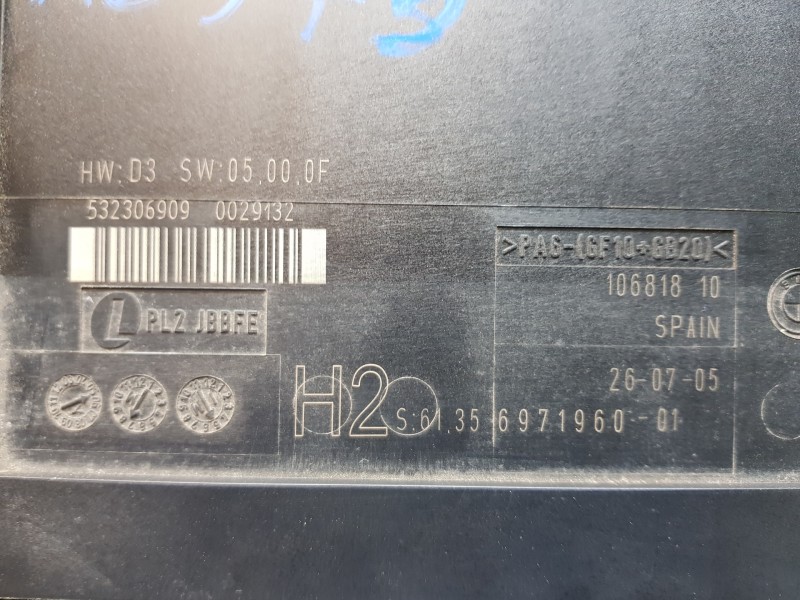 HW:D3 SW:05,00,0F
532306909 0029132
>PA6-(GF10+GB20)<
106818 10
L PL2 JBBFE
SPAIN
26-07-05
H2 S:61.35 6971960-01